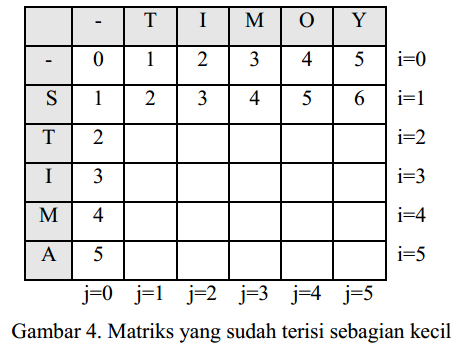 - T I M O Y
- 0 1 2 3 4 5 i=0
S 1 2 3 4 5 6 i=1
T 2 i=2
I 3 i=3
M 4 i=4
A 5 i=5
j=0 j=1 j=2 j=3 j=4 j=5
Gambar 4. Matriks yang sudah terisi sebagian kecil